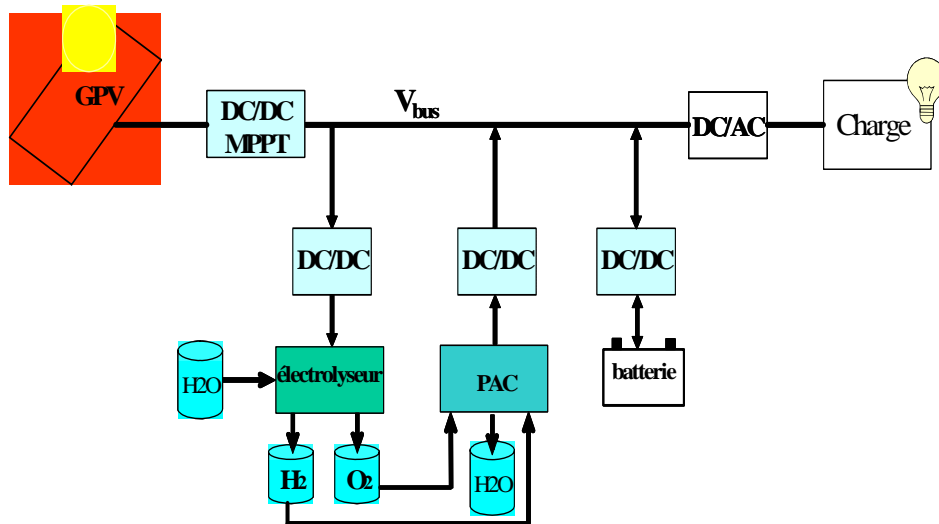 GPV
DC/DC
MPPT
Vbus
DC/AC
Charge
DC/DC
DC/DC
DC/DC
H2O
électrolyseur
PAC
batterie
H2
O2
H2O